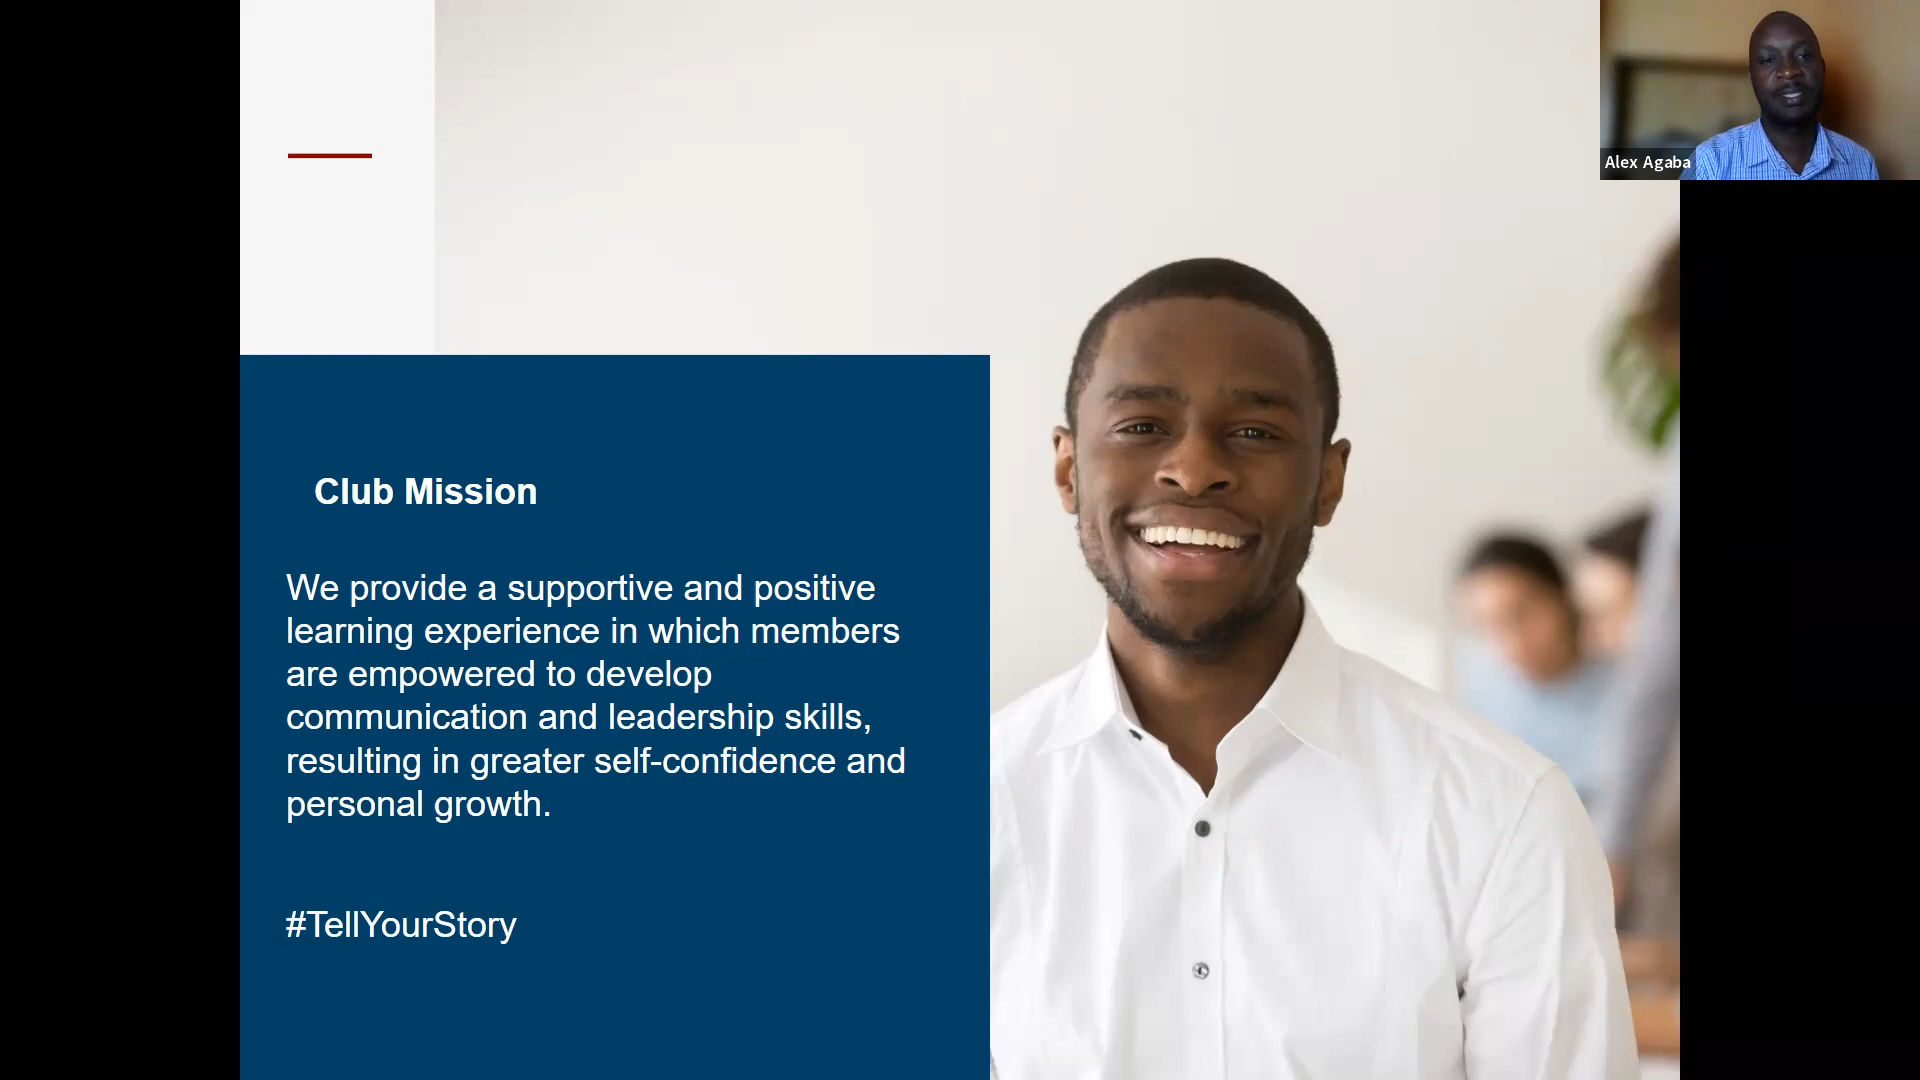 Alex Agaba
Club Mission
We provide a supportive and positive
learning experience in which members
are empowered to develop
communication and leadership skills,
resulting in greater self-confidence and
personal growth.
#TellYourStory